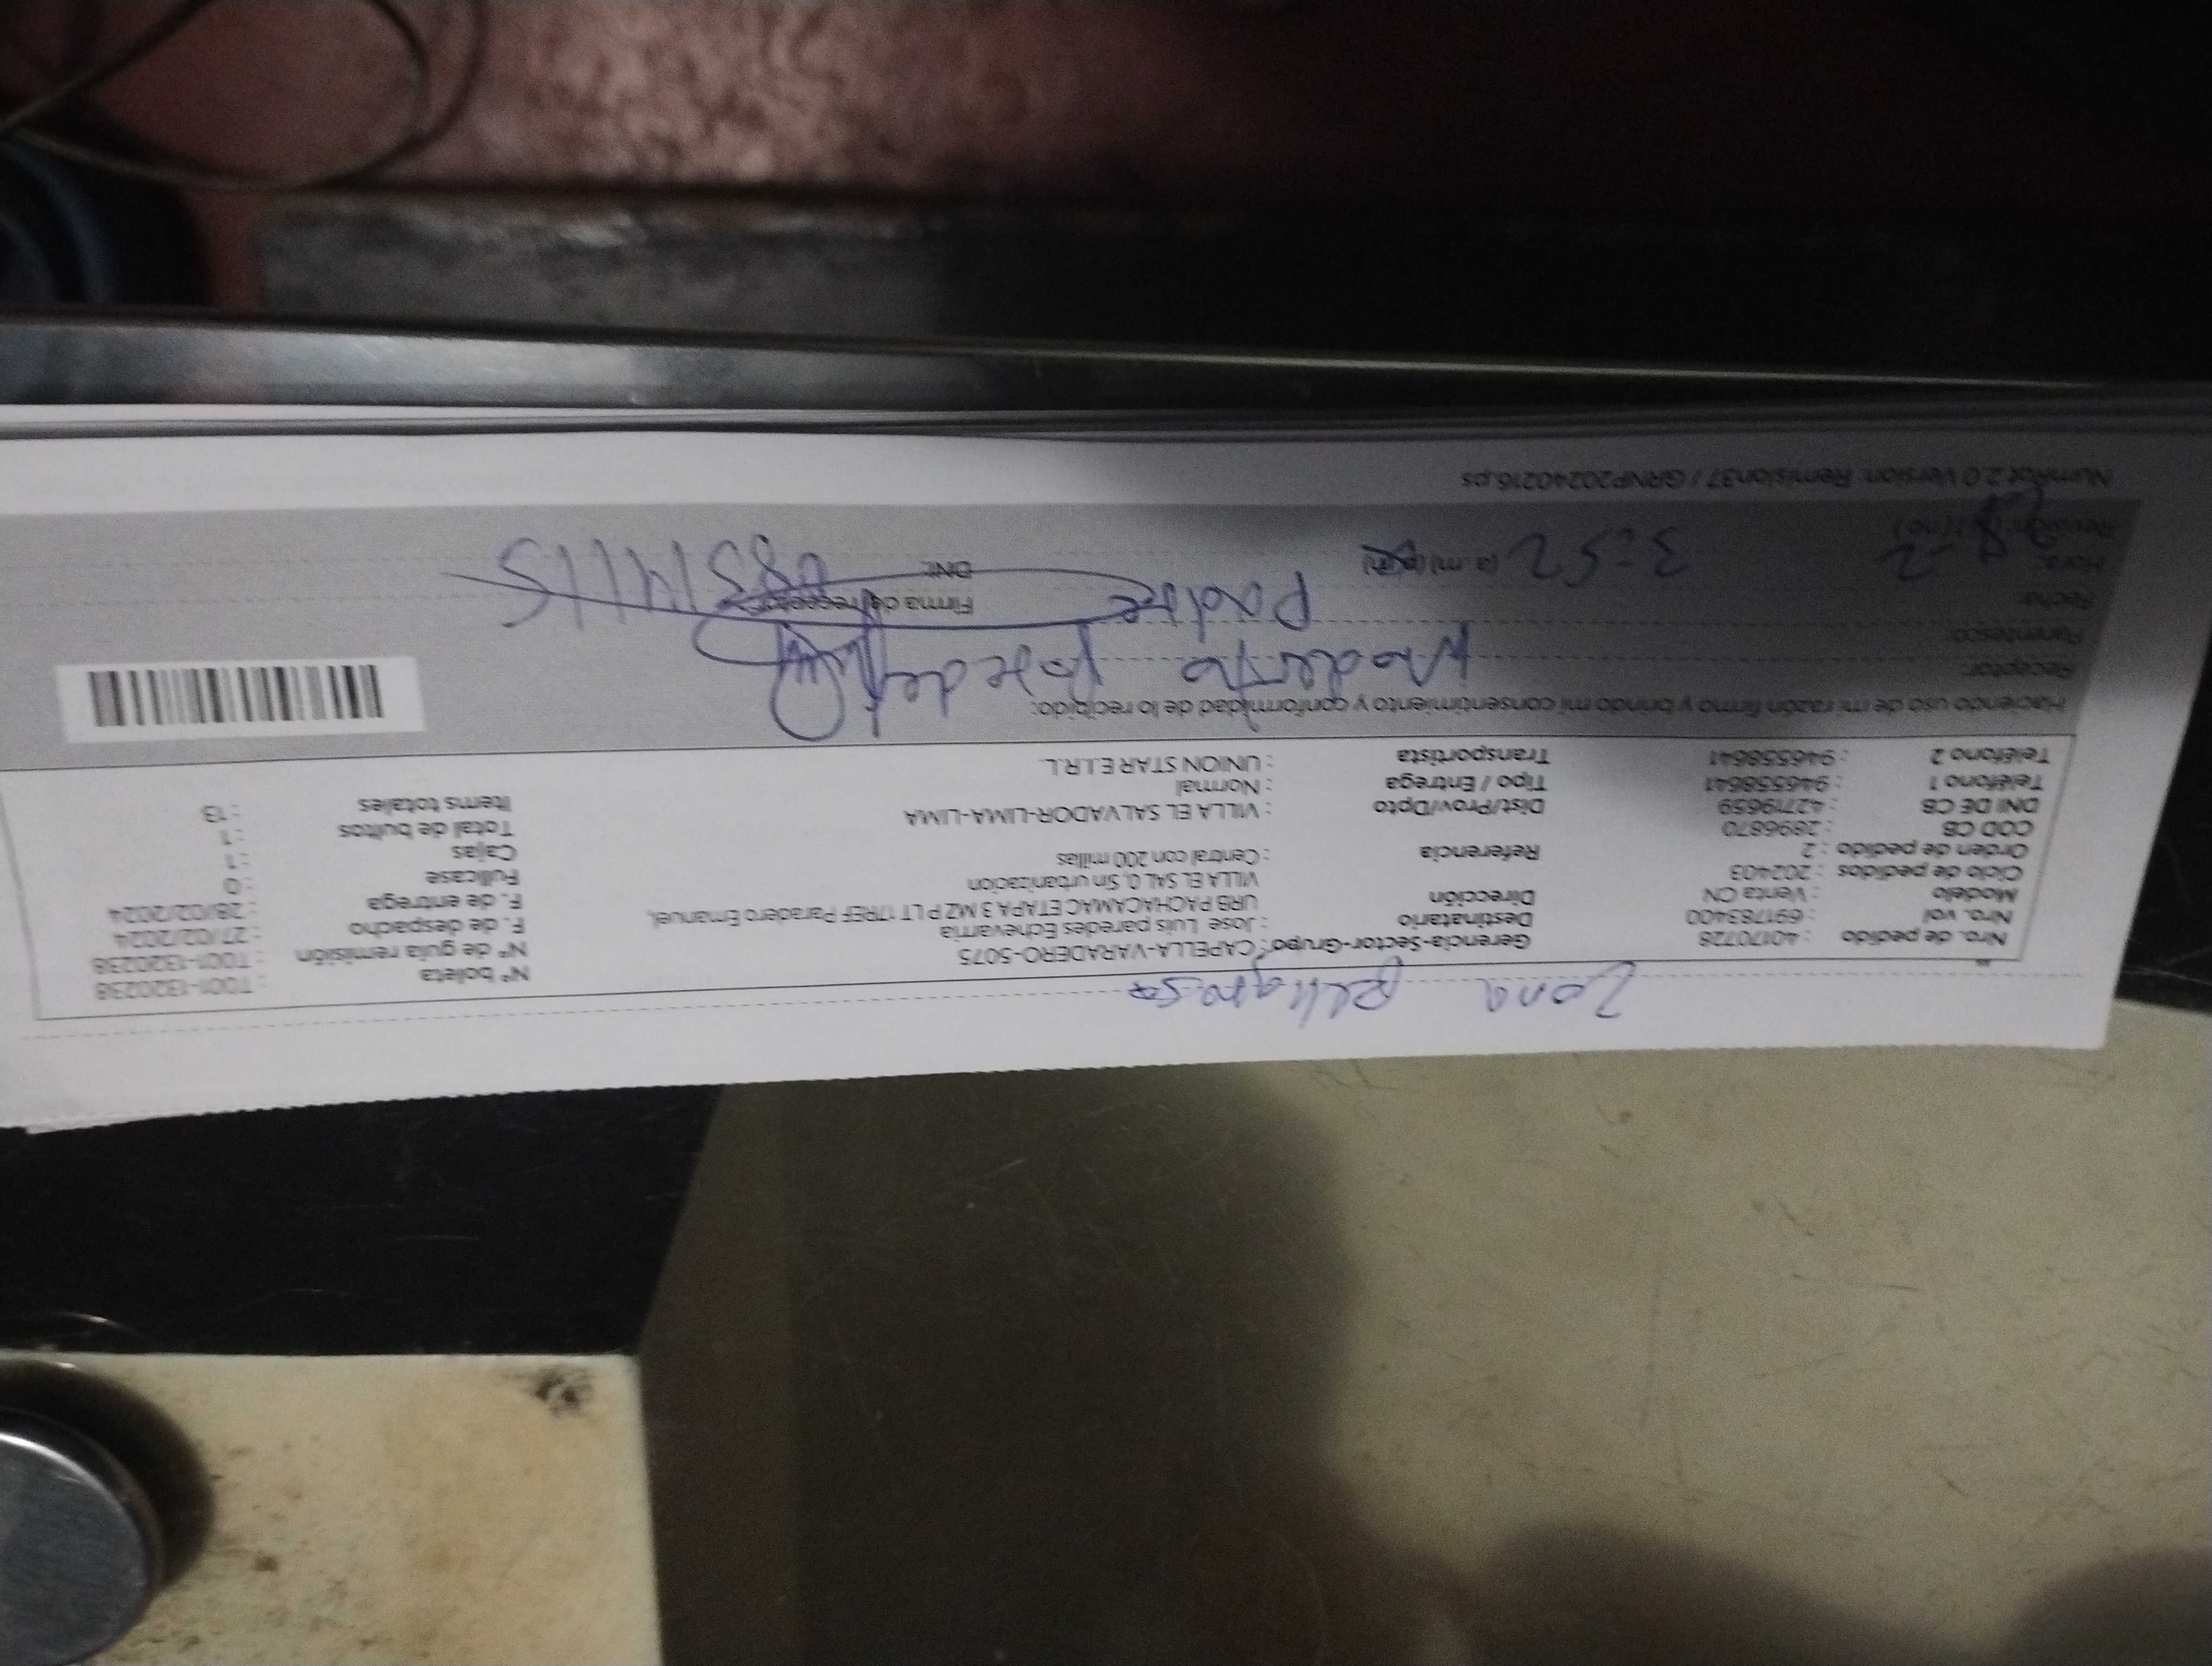 Zona Peligrosa
Nro. de pedido : 40170728
Nro. vol : 691783400
Modelo : Venta CN
Ciclo de pedidos : 202403
Orden de pedido : 2
COD CB : 2896870
DNI DE CB : 42719659
Teléfono 1 : 946558641
Teléfono 2 : 946558641
Gerencia-Sector-Grupo : CAPELLA-VARADERO-5075
Destinatario : Jose Luis paredes Echevarria
Dirección URB PACHACAMAC ETAPA 3 MZ P LT 17REF Paradero Emanuel,
VILLA EL SAL 0, Sin urbanizacion
Referencia : Central con 200 millas
Dist/Prov/Dpto : VILLA EL SALVADOR-LIMA-LIMA
Tipo / Entrega : Normal
Transportista : UNION STAR E.I.R.L.
N° boleta : T001-1320238
N° de guía remisión : T001-1320238
F. de despacho : 27/02/2024
F. de entrega : 28/02/2024
Fullcase : 0
Cajas : 1
Total de bultos : 1
Items totales : 13
Haciendo uso de mi razón firmo y brindo mi consentimiento y conformidad de lo recibido:
Receptor: Modesto
Parentesco: Padre
Fecha: 28-2
Firma del receptor
Hora: 3:52 (a.m) (p.m)
DNI:
NumRot 2.0 Version: Remision37 / GRNP20240216.ps